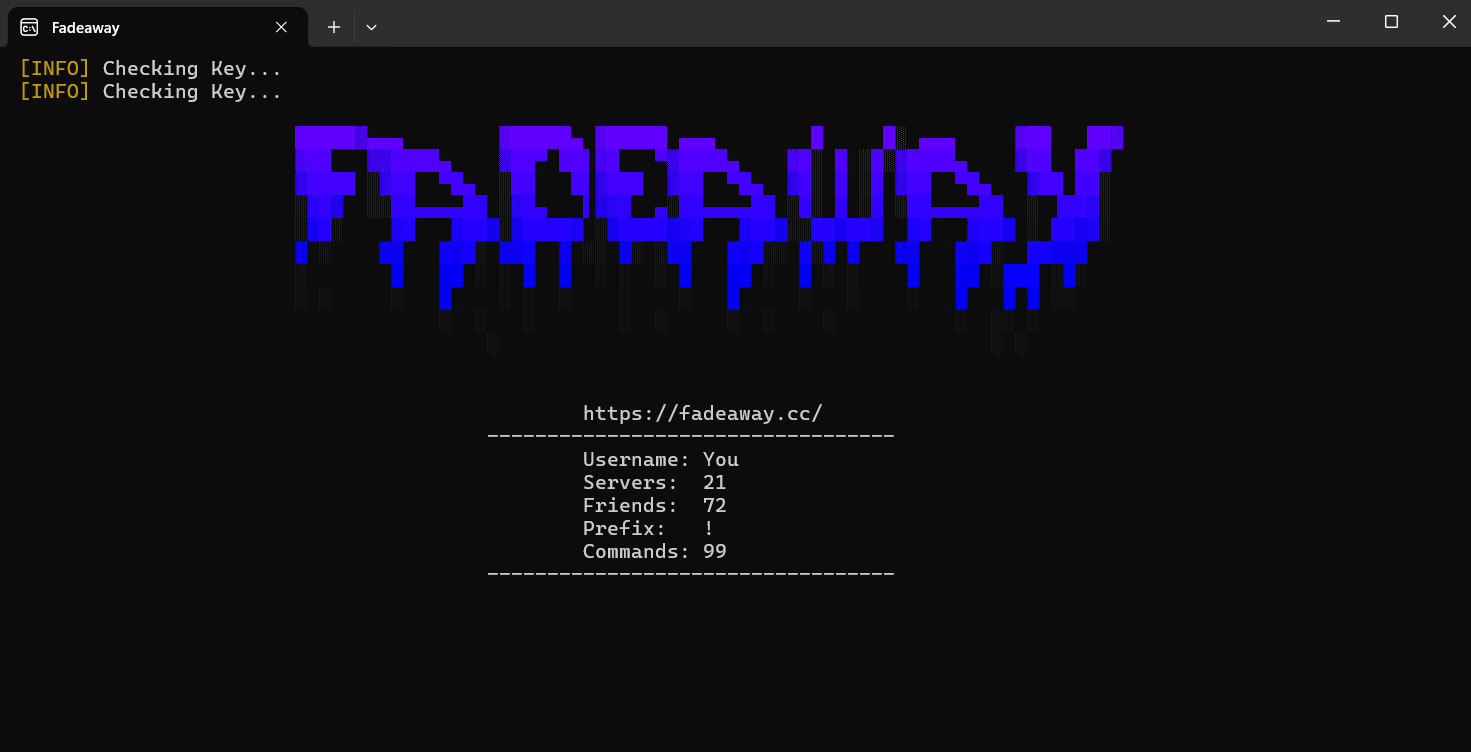 Fadeaway
[INFO] Checking Key...
[INFO] Checking Key...
FADEAWAY
https://fadeaway.cc/
----------------------------------
Username: You
Servers: 21
Friends: 72
Prefix: !
Commands: 99
----------------------------------